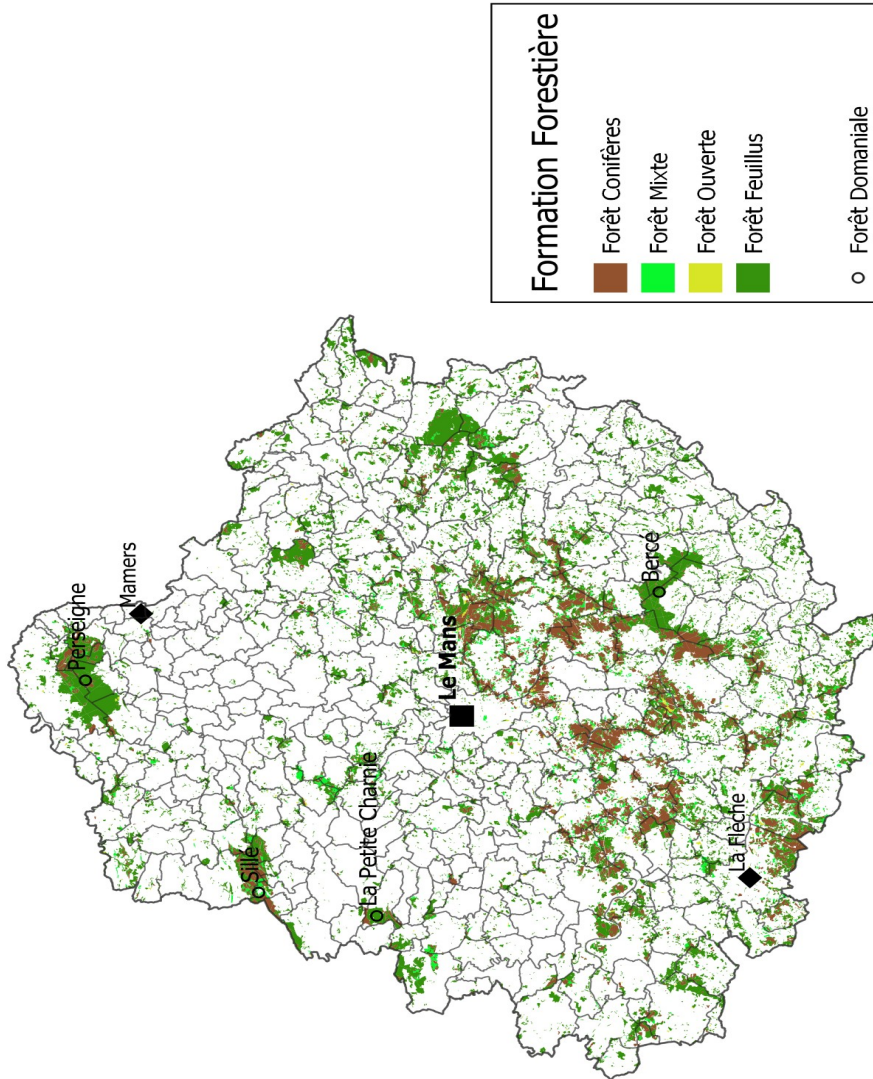 Formation Forestière
Forêt Conifères
Forêt Mixte
Forêt Ouverte
Forêt Feuillus
Forêt Domaniale
Perseigne
Mamers
Sillé
La Petite Charnie
Le Mans
Bercé
La Flèche